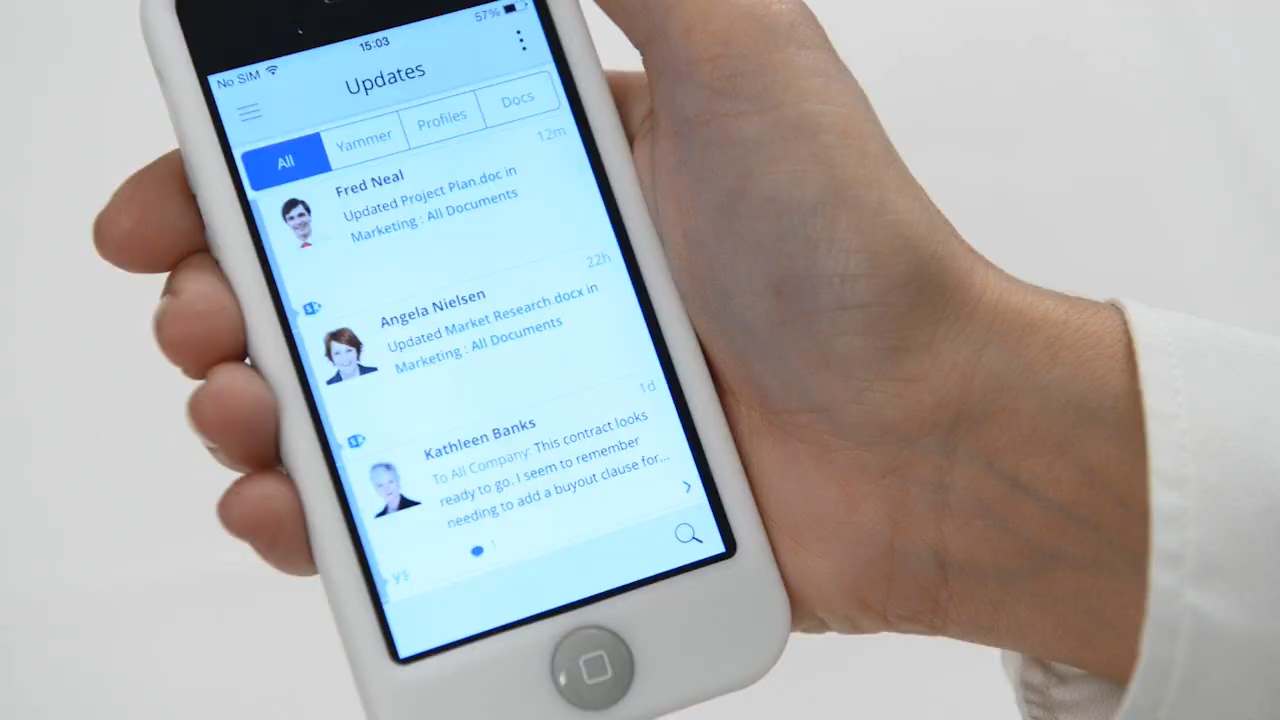 No SIM 15:03 57%
Updates
All Yammer Profiles Docs
12m
Fred Neal
Updated Project Plan.doc in
Marketing : All Documents
22h
Angela Nielsen
Updated Market Research.docx in
Marketing : All Documents
1d
Kathleen Banks
To All Company: This contract looks
ready to go. I seem to remember
needing to add a buyout clause for...
1